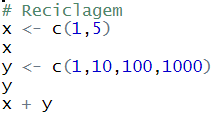 # Reciclagem
x <- c(1,5)
x
y <- c(1,10,100,1000)
y
x + y